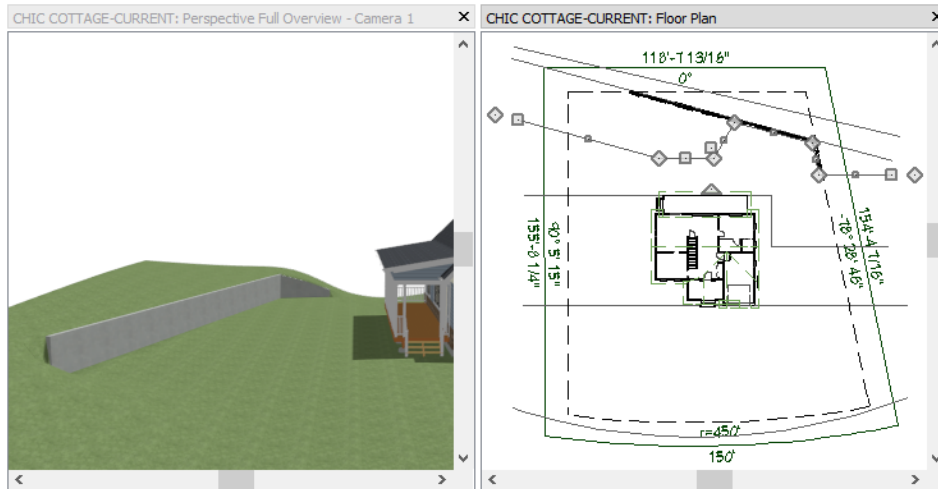 CHIC COTTAGE-CURRENT: Perspective Full Overview - Camera 1
CHIC COTTAGE-CURRENT: Floor Plan
118'-7 13/16"
0°
155'-8 1/4"
90° 5' 15"
154'-4 7/16"
-78° 28' 46"
r=450'
150'